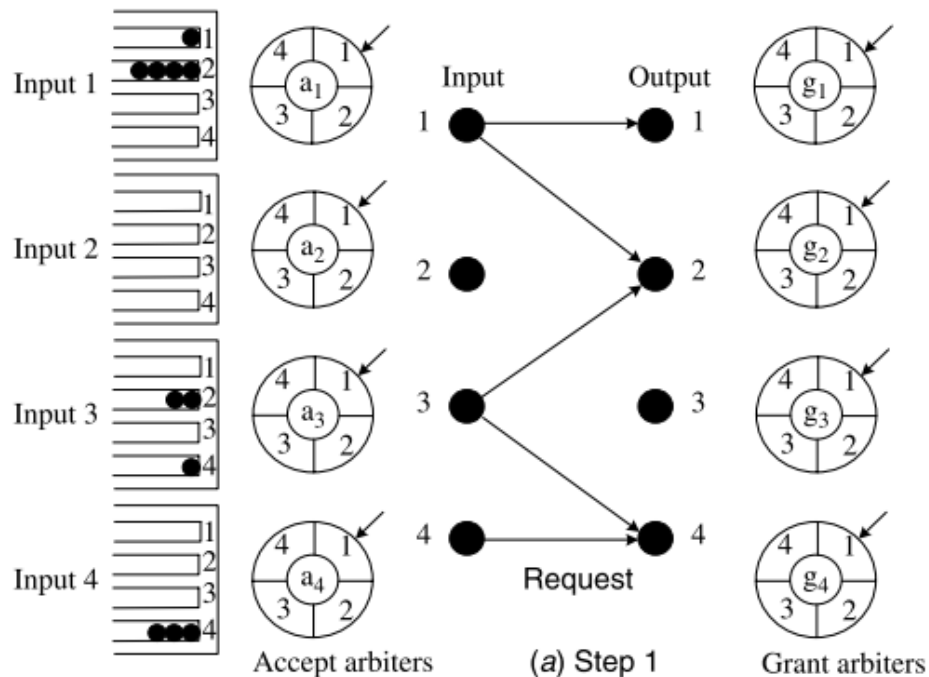 Input 1
1
2
3
4
4 1
a1
3 2
Input
Output
1
1
4 1
g1
3 2
Input 2
1
2
3
4
4 1
a2
3 2
2
2
4 1
g2
3 2
Input 3
1
2
3
4
4 1
a3
3 2
3
3
4 1
g3
3 2
Input 4
1
2
3
4
4 1
a4
3 2
4
4
Request
4 1
g4
3 2
Accept arbiters
(a) Step 1
Grant arbiters